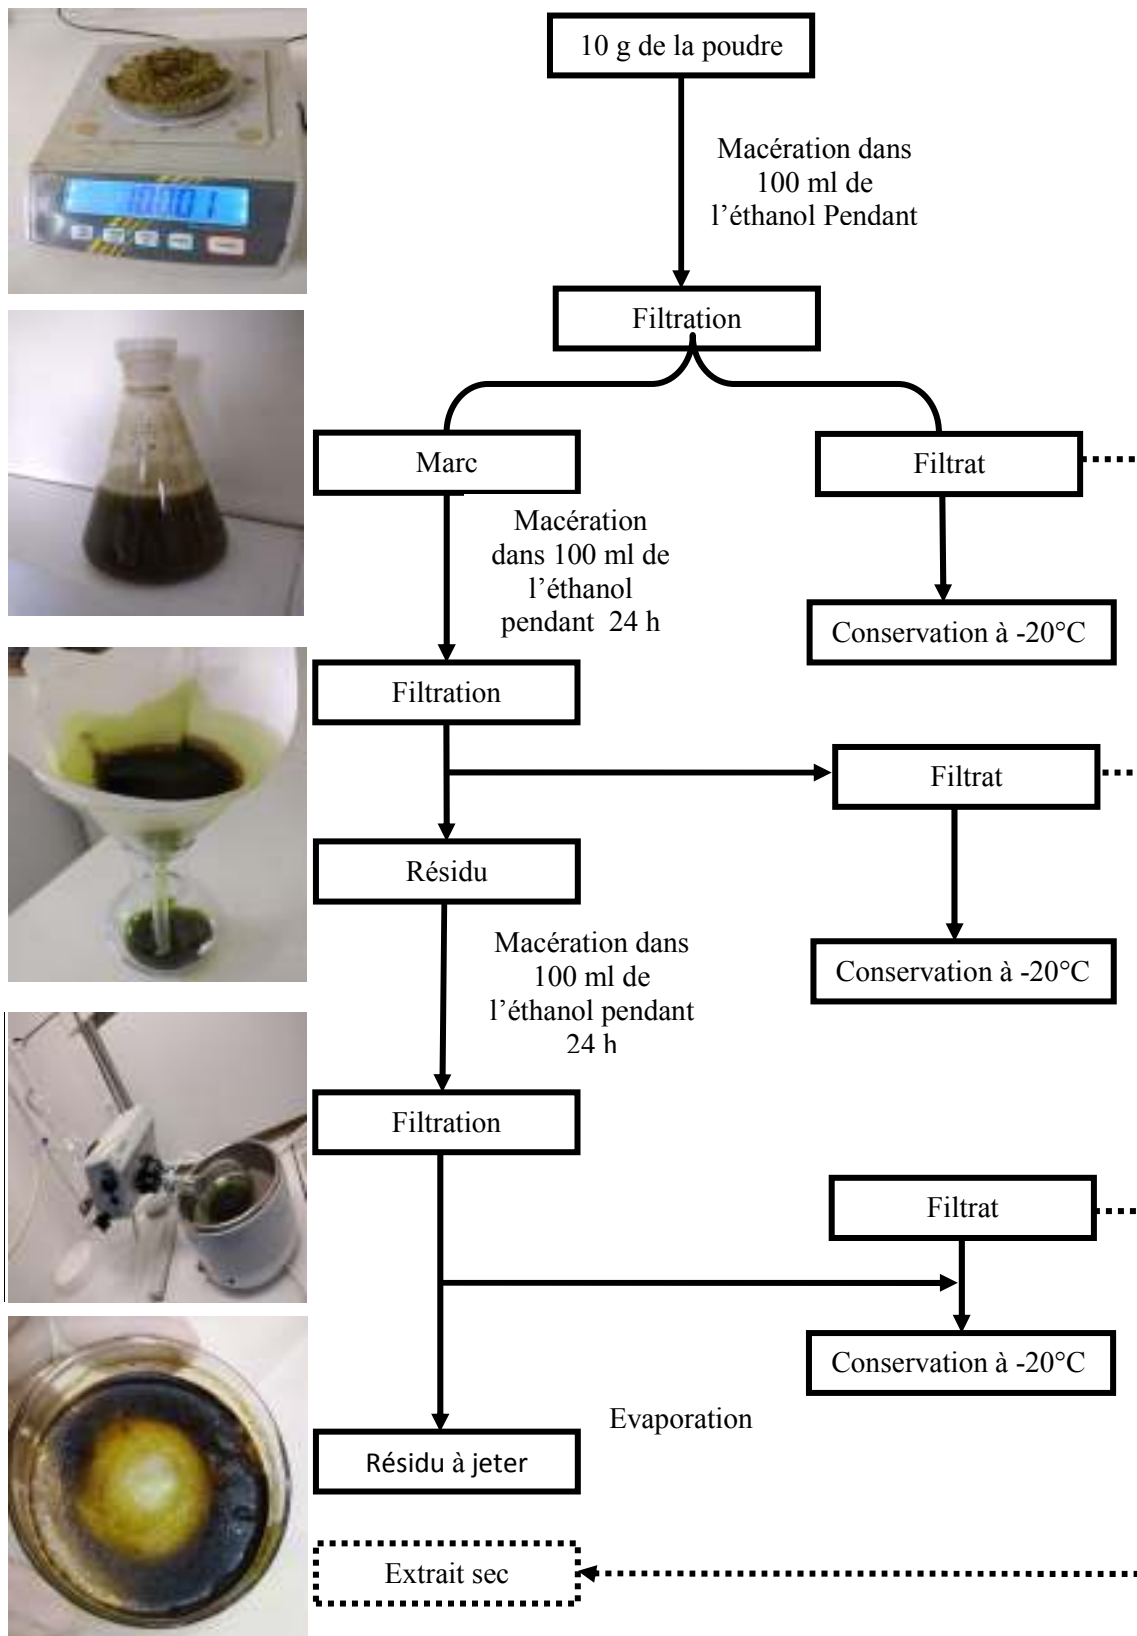 10 g de la poudre
Macération dans
100 ml de
l’éthanol Pendant
Filtration
Marc
Filtrat
Macération
dans 100 ml de
l’éthanol
pendant 24 h
Conservation à -20°C
Filtration
Filtrat
Résidu
Macération dans
100 ml de
l’éthanol pendant
24 h
Conservation à -20°C
Filtration
Filtrat
Conservation à -20°C
Evaporation
Résidu à jeter
Extrait sec